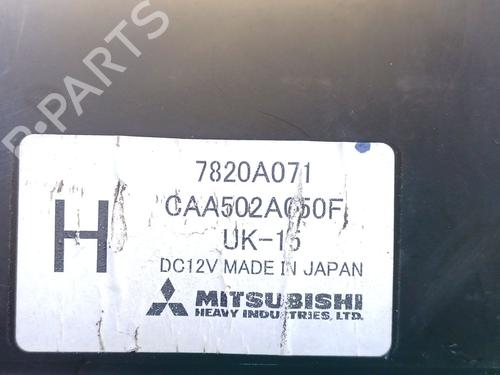 B-PARTS
7820A071
CAA502A050F
UK-15
H
DC12V MADE IN JAPAN
MITSUBISHI
HEAVY INDUSTRIES, LTD.